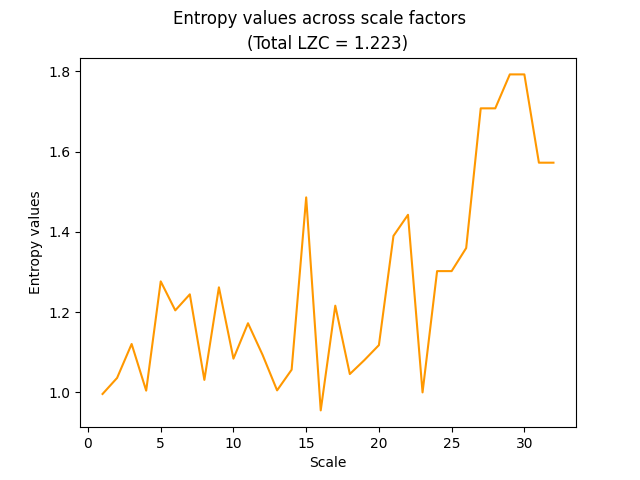 Entropy values across scale factors
(Total LZC = 1.223)
1.8
1.6
1.4
1.2
1.0
Entropy values
0 5 10 15 20 25 30
Scale